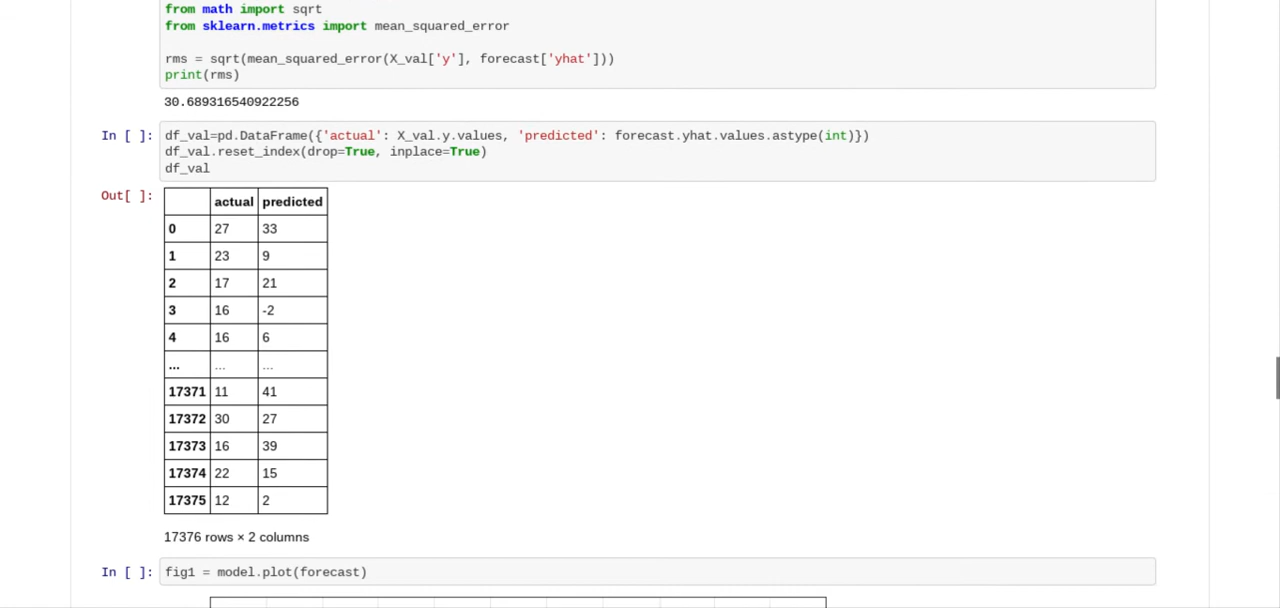 from math import sqrt
from sklearn.metrics import mean_squared_error
rms = sqrt(mean_squared_error(X_val['y'], forecast['yhat']))
print(rms)
30.689316540922256
In [ ]: df_val=pd.DataFrame({'actual': X_val.y.values, 'predicted': forecast.yhat.values.astype(int)})
df_val.reset_index(drop=True, inplace=True)
df_val
Out[ ]:
actual predicted
0 27 33
1 23 9
2 17 21
3 16 -2
4 16 6
... ... ...
17371 11 41
17372 30 27
17373 16 39
17374 22 15
17375 12 2
17376 rows × 2 columns
In [ ]: fig1 = model.plot(forecast)